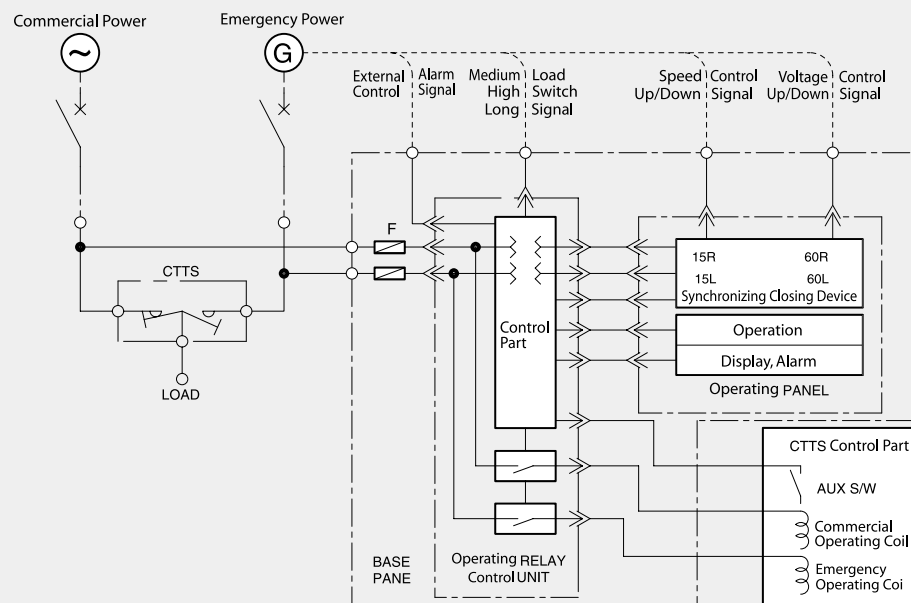 Commercial Power
Emergency Power
~
G
External
Control
Alarm
Signal
Medium
High
Long
Load
Switch
Signal
Speed
Up/Down
Control
Signal
Voltage
Up/Down
Control
Signal
F
CTTS
LOAD
Control
Part
15R
60R
15L
60L
Synchronizing Closing Device
Operation
Display, Alarm
Operating PANEL
CTTS Control Part
AUX S/W
Commercial
Operating Coil
Emergency
Operating Coi
BASE
PANE
Operating RELAY
Control UNIT